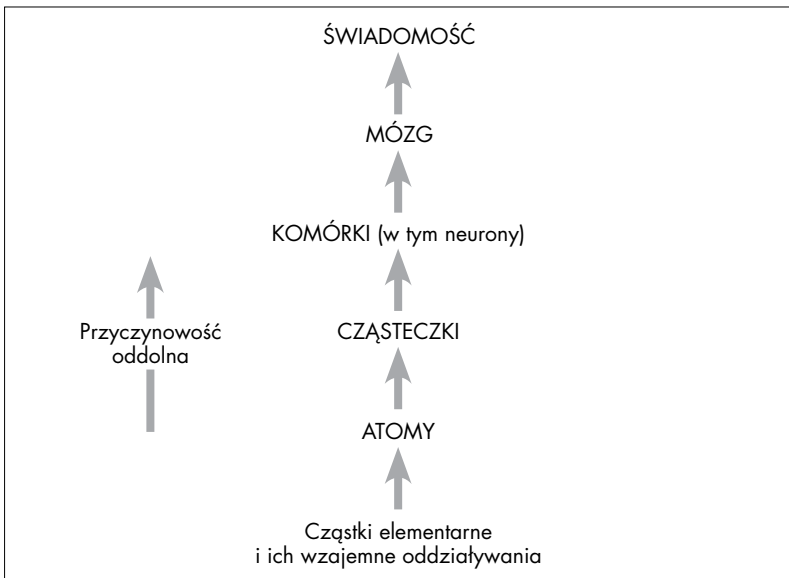 ŚWIADOMOŚĆ
MÓZG
KOMÓRKI (w tym neurony)
Przyczynowość
oddolna
CZĄSTECZKI
ATOMY
Cząstki elementarne
i ich wzajemne oddziaływania